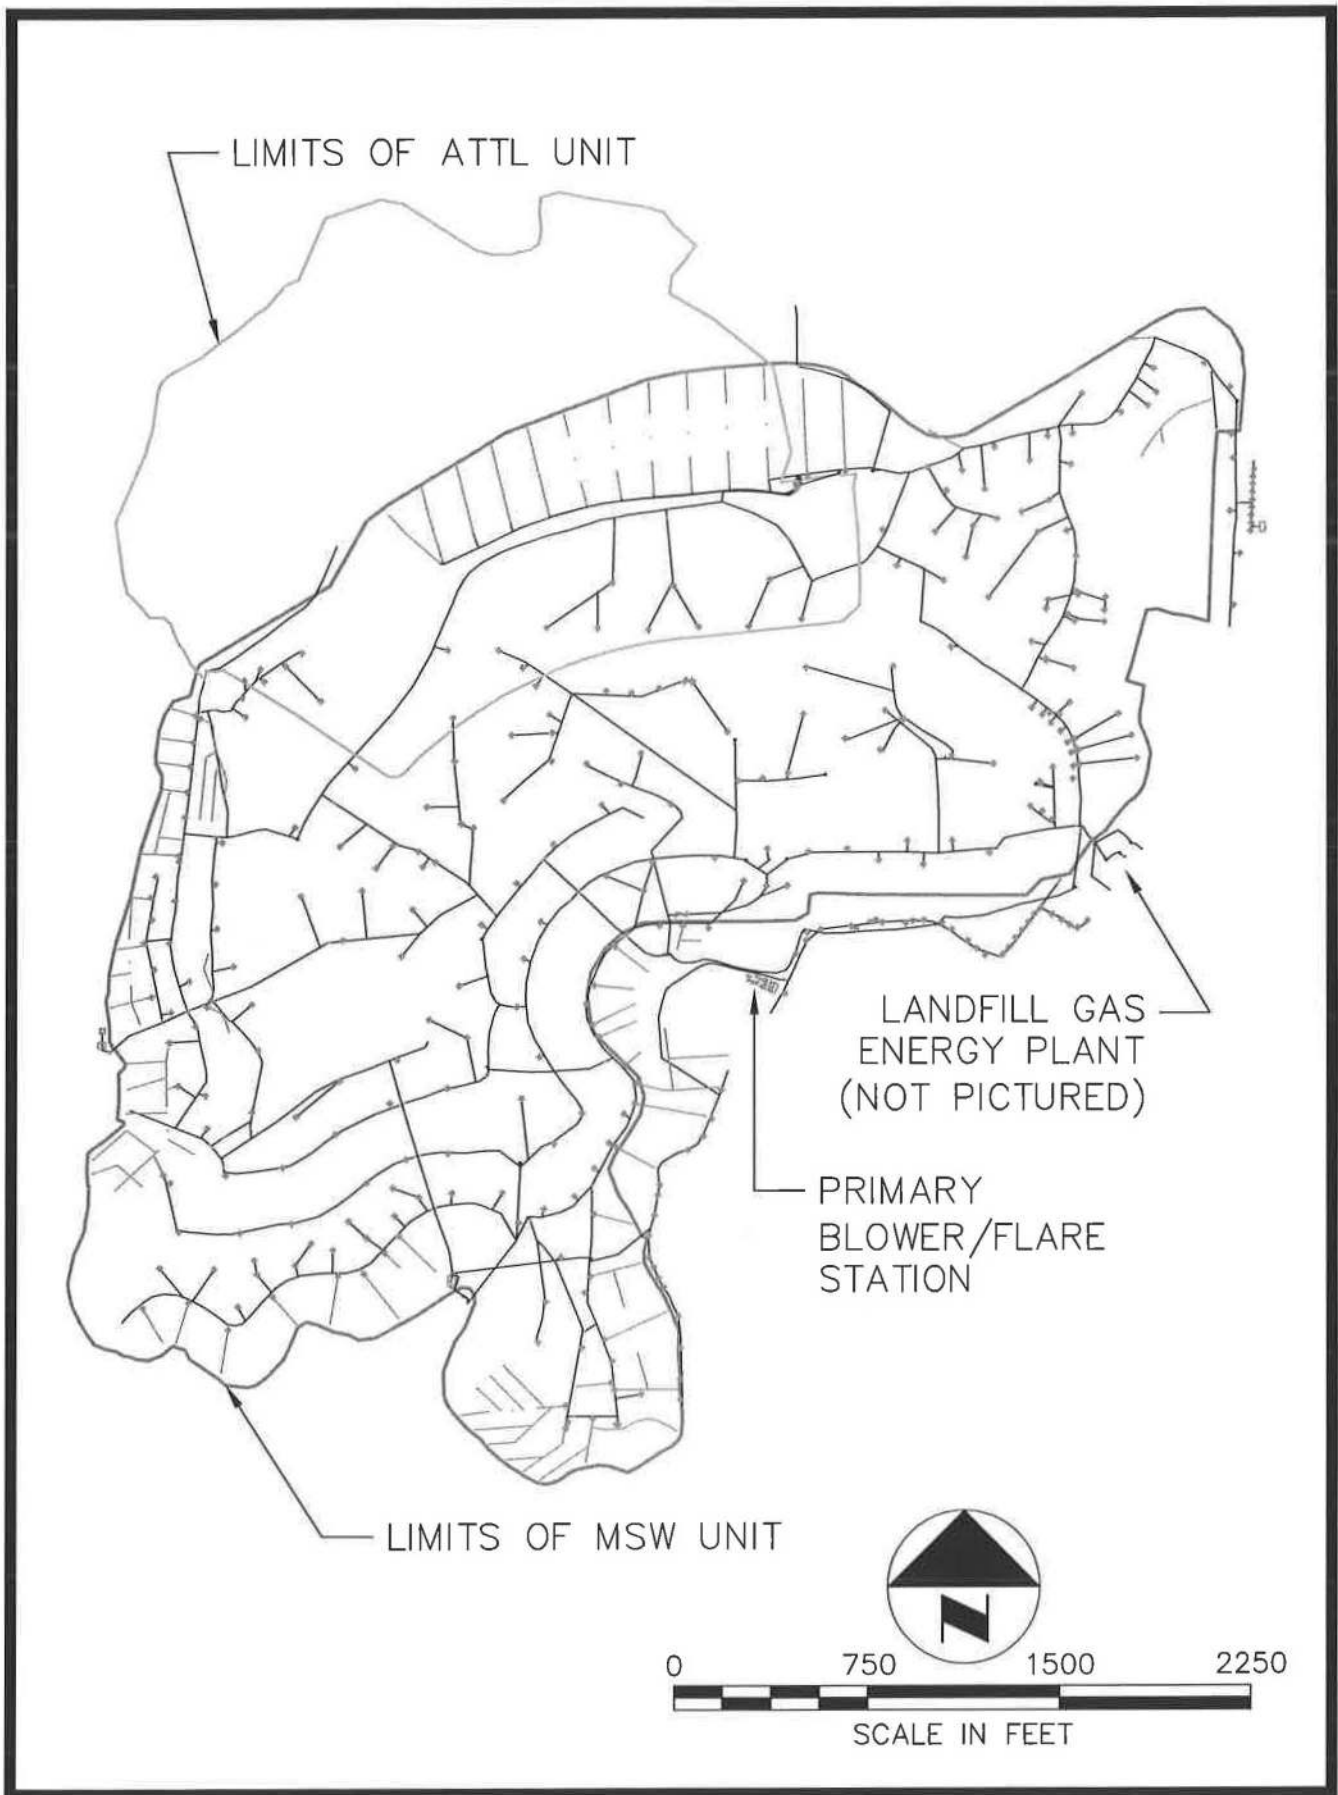 LIMITS OF ATTL UNIT
LANDFILL GAS
ENERGY PLANT
(NOT PICTURED)
PRIMARY
BLOWER/FLARE
STATION
LIMITS OF MSW UNIT
N
0 750 1500 2250
SCALE IN FEET